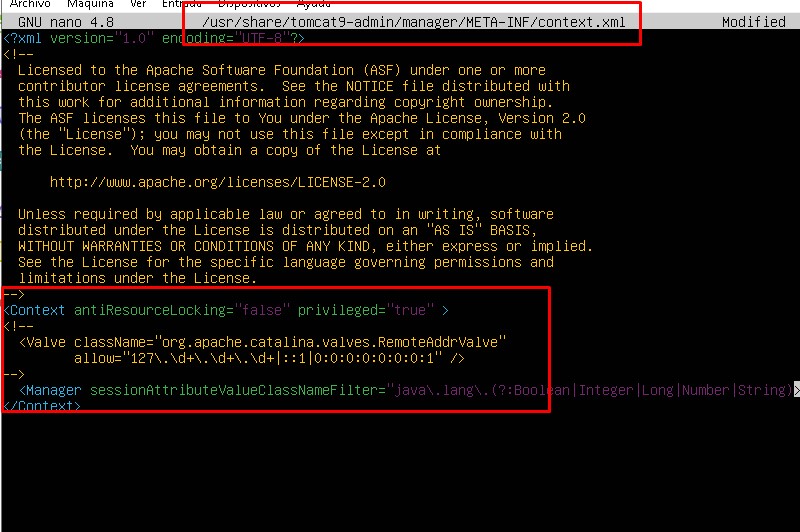 Archivo Máquina Ver Entrada Dispositivos Ayuda
GNU nano 4.8 /usr/share/tomcat9-admin/manager/META-INF/context.xml Modified
<?xml version="1.0" encoding="UTF-8"?>
<!--
Licensed to the Apache Software Foundation (ASF) under one or more
contributor license agreements. See the NOTICE file distributed with
this work for additional information regarding copyright ownership.
The ASF licenses this file to You under the Apache License, Version 2.0
(the "License"); you may not use this file except in compliance with
the License. You may obtain a copy of the License at
http://www.apache.org/licenses/LICENSE-2.0
Unless required by applicable law or agreed to in writing, software
distributed under the License is distributed on an "AS IS" BASIS,
WITHOUT WARRANTIES OR CONDITIONS OF ANY KIND, either express or implied.
See the License for the specific language governing permissions and
limitations under the License.
-->
<Context antiResourceLocking="false" privileged="true" >
<!--
<Valve className="org.apache.catalina.valves.RemoteAddrValve"
allow="127\.\d+\.\d+\.\d+|::1|0:0:0:0:0:0:0:1" />
-->
<Manager sessionAttributeValueClassNameFilter="java\.lang\.(?:Boolean|Integer|Long|Number|String)>
</Context>